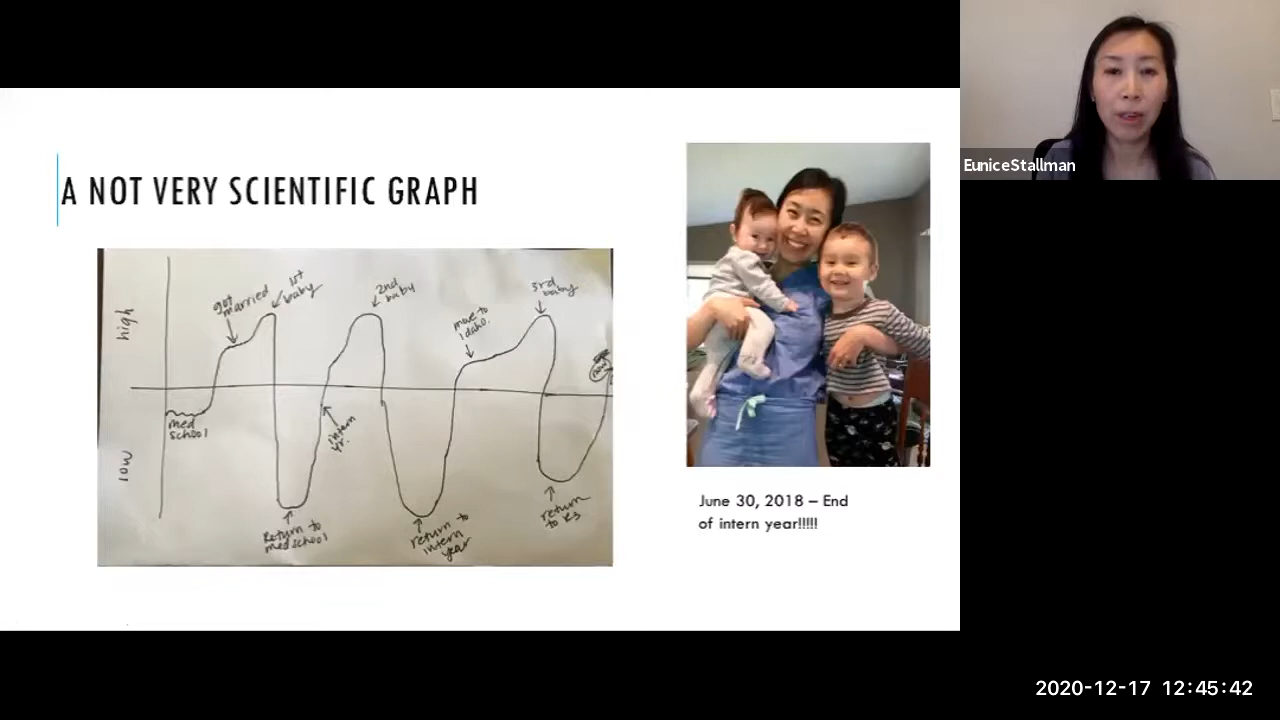 A NOT VERY SCIENTIFIC GRAPH
high
low
got
married
1st
baby
2nd
baby
move to
Idaho.
3rd
baby
now
med
school
intern
yr.
Return to
med school
return to
intern
year
return
to R3
June 30, 2018 – End
of intern year!!!!!
EuniceStallman
2020-12-17 12:45:42